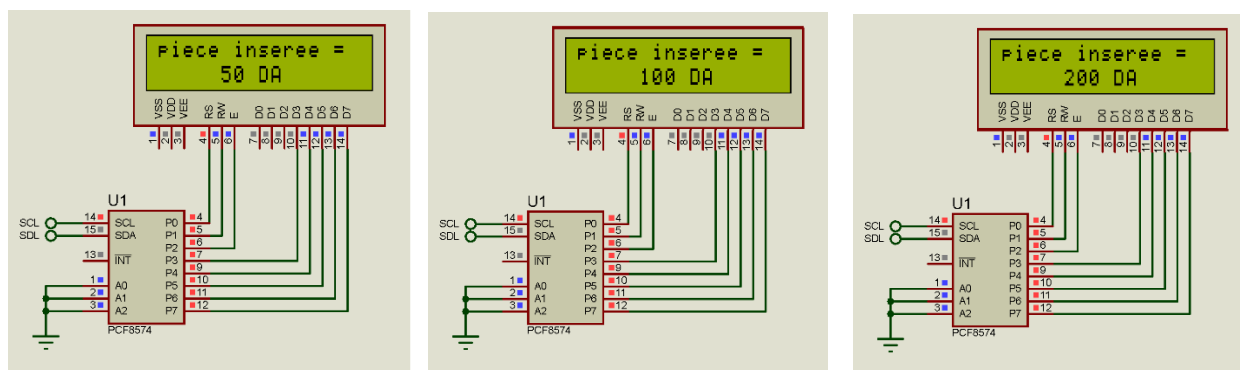 piece inseree =
50 DA
VSS VDD VEE RS RW E D0 D1 D2 D3 D4 D5 D6 D7
1 2 3 4 5 6 7 8 9 10 11 12 13 14
U1
SCL 14 SCL P0 4
SDL 15 SDA P1 5
P2 6
13 INT P3 7
P4 9
1 A0 P5 10
2 A1 P6 11
3 A2 P7 12
PCF8574
piece inseree =
100 DA
VSS VDD VEE RS RW E D0 D1 D2 D3 D4 D5 D6 D7
1 2 3 4 5 6 7 8 9 10 11 12 13 14
U1
SCL 14 SCL P0 4
SDL 15 SDA P1 5
P2 6
13 INT P3 7
P4 9
1 A0 P5 10
2 A1 P6 11
3 A2 P7 12
PCF8574
piece inseree =
200 DA
VSS VDD VEE RS RW E D0 D1 D2 D3 D4 D5 D6 D7
1 2 3 4 5 6 7 8 9 10 11 12 13 14
U1
SCL 14 SCL P0 4
SDL 15 SDA P1 5
P2 6
13 INT P3 7
P4 9
1 A0 P5 10
2 A1 P6 11
3 A2 P7 12
PCF8574